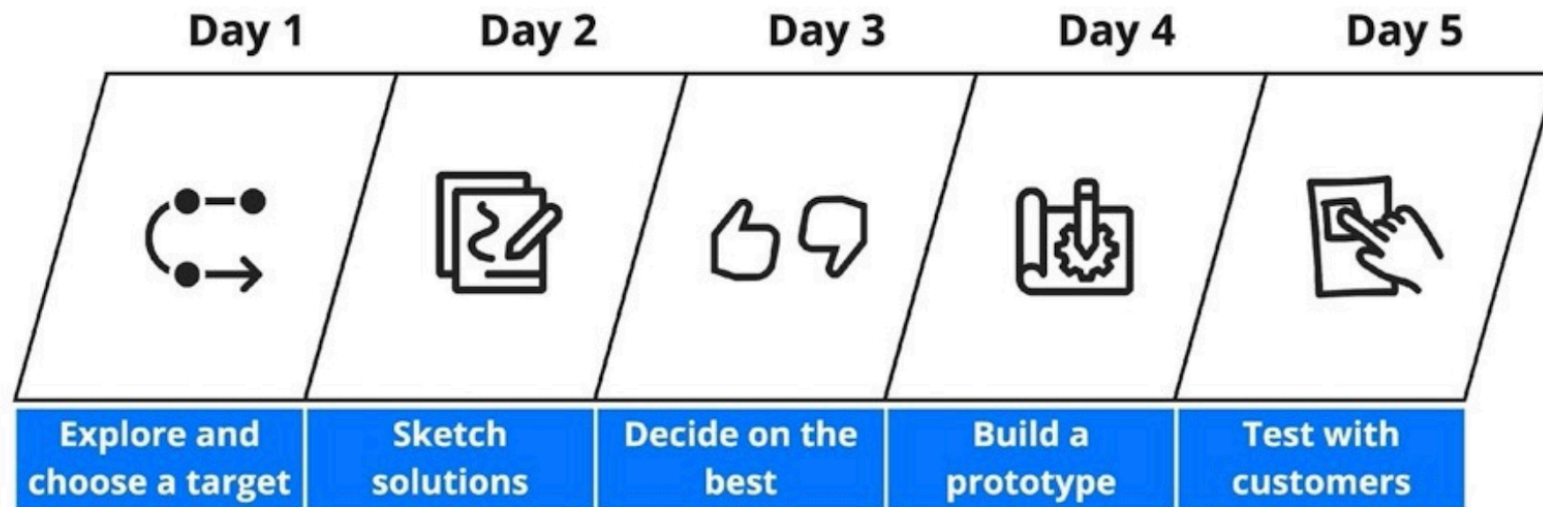 Day 1
Day 2
Day 3
Day 4
Day 5
Explore and
choose a target
Sketch
solutions
Decide on the
best
Build a
prototype
Test with
customers